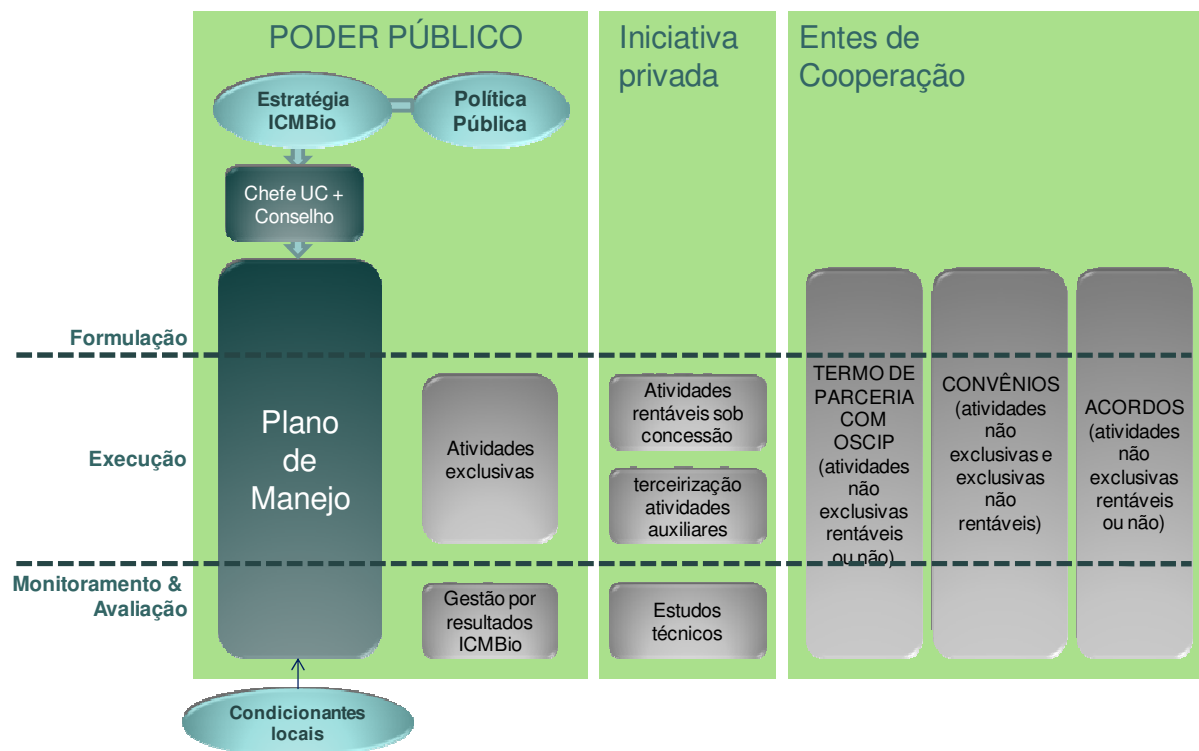 PODER PÚBLICO
Iniciativa
privada
Entes de
Cooperação
Estratégia
ICMBio
Política
Pública
Chefe UC +
Conselho
Formulação
Execução
Monitoramento &
Avaliação
Plano
de
Manejo
Atividades
exclusivas
Gestão por
resultados
ICMBio
Atividades
rentáveis sob
concessão
terceirização
atividades
auxiliares
Estudos
técnicos
TERMO DE
PARCERIA
COM
OSCIP
(atividades
não
exclusivas
rentáveis
ou não)
CONVÊNIOS
(atividades
não
exclusivas e
exclusivas
não
rentáveis)
ACORDOS
(atividades
não
exclusivas
rentáveis
ou não)
Condicionantes
locais